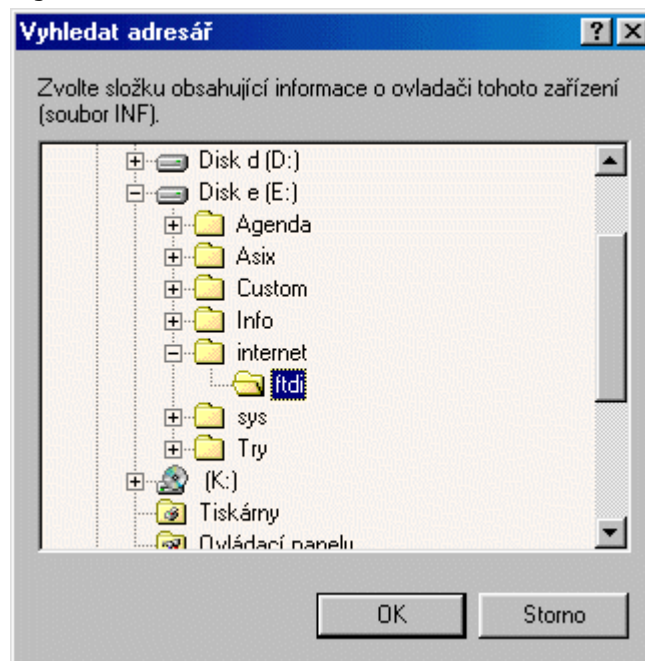 Vyhledat adresář
Zvolte složku obsahující informace o ovladači tohoto zařízení
(soubor INF).
Disk d (D:)
Disk e (E:)
Agenda
Asix
Custom
Info
internet
ftdi
sys
Try
(K:)
Tiskárny
Ovládací panely
OK
Storno